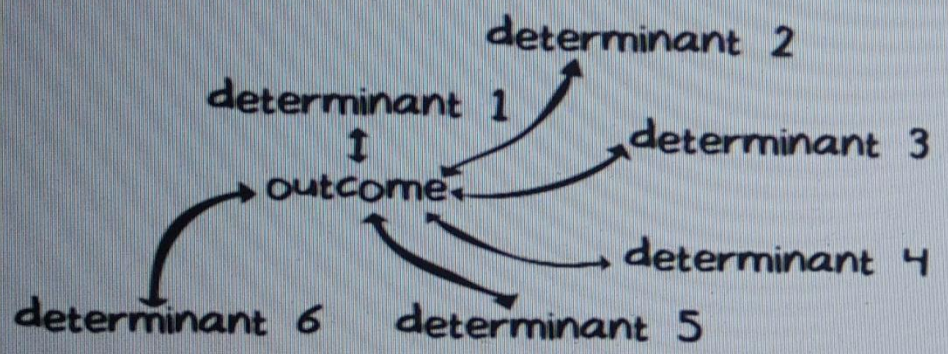 determinant 2
determinant 1
determinant 3
outcome
determinant 4
determinant 6
determinant 5